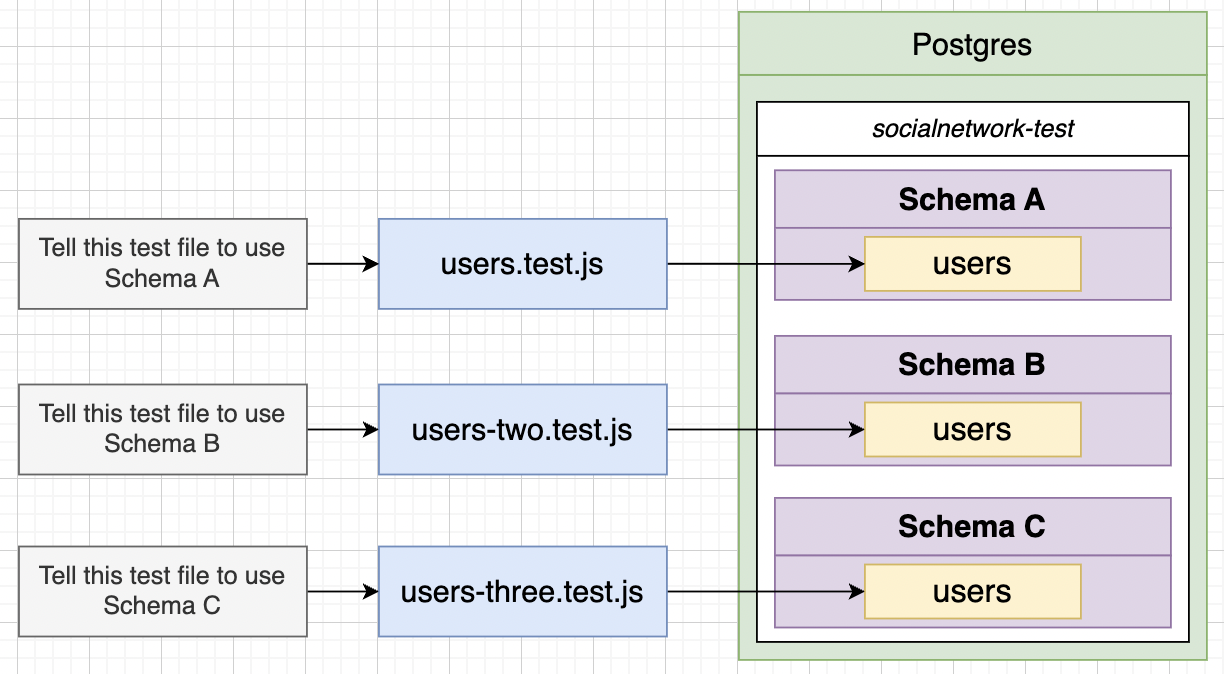 Postgres
socialnetwork-test
Schema A
Tell this test file to use
Schema A
users.test.js
users
Schema B
Tell this test file to use
Schema B
users-two.test.js
users
Schema C
Tell this test file to use
Schema C
users-three.test.js
users